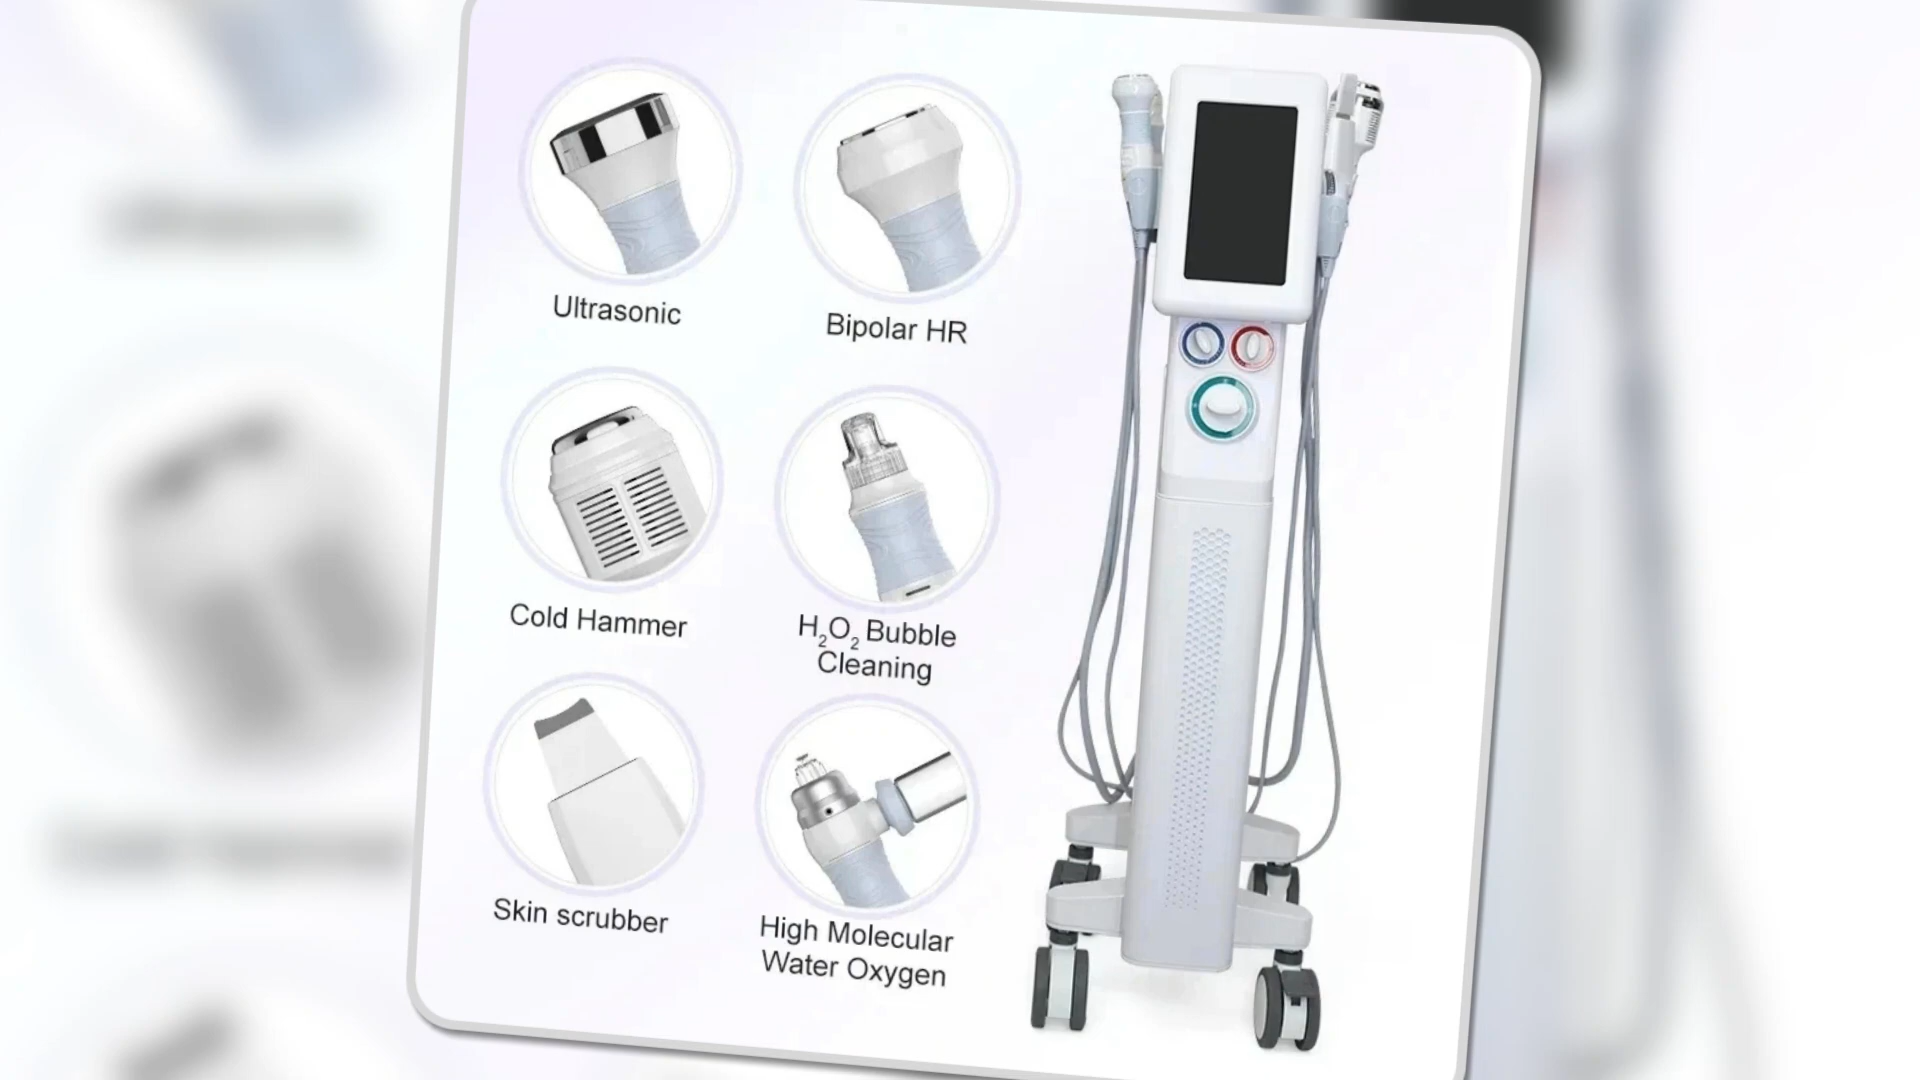 Ultrasonic
Bipolar HR
Cold Hammer
H₂O₂ Bubble
Cleaning
Skin scrubber
High Molecular
Water Oxygen